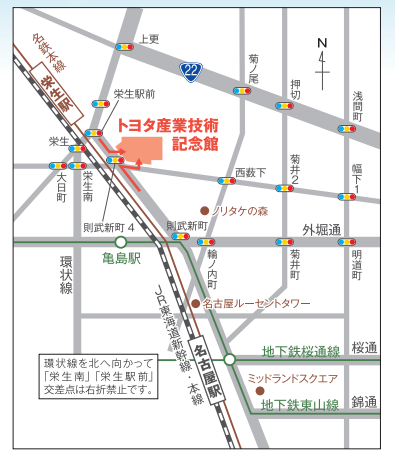 名鉄本線
栄生駅
上更
22
菊ノ尾
押切
浅間町
N
栄生駅前
トヨタ産業技術
記念館
栄生
大日町
栄生南
則武新町4
西薮下
菊井2
幅下1
ノリタケの森
則武新町
外堀通
亀島駅
輪ノ内町
菊井町
明道町
環状線
JR東海道新幹線・本線
名古屋ルーセントタワー
名古屋駅
地下鉄桜通線
桜通
環状線を北へ向かって
「栄生南」「栄生駅前」
交差点は右折禁止です。
ミッドランドスクエア
地下鉄東山線
錦通